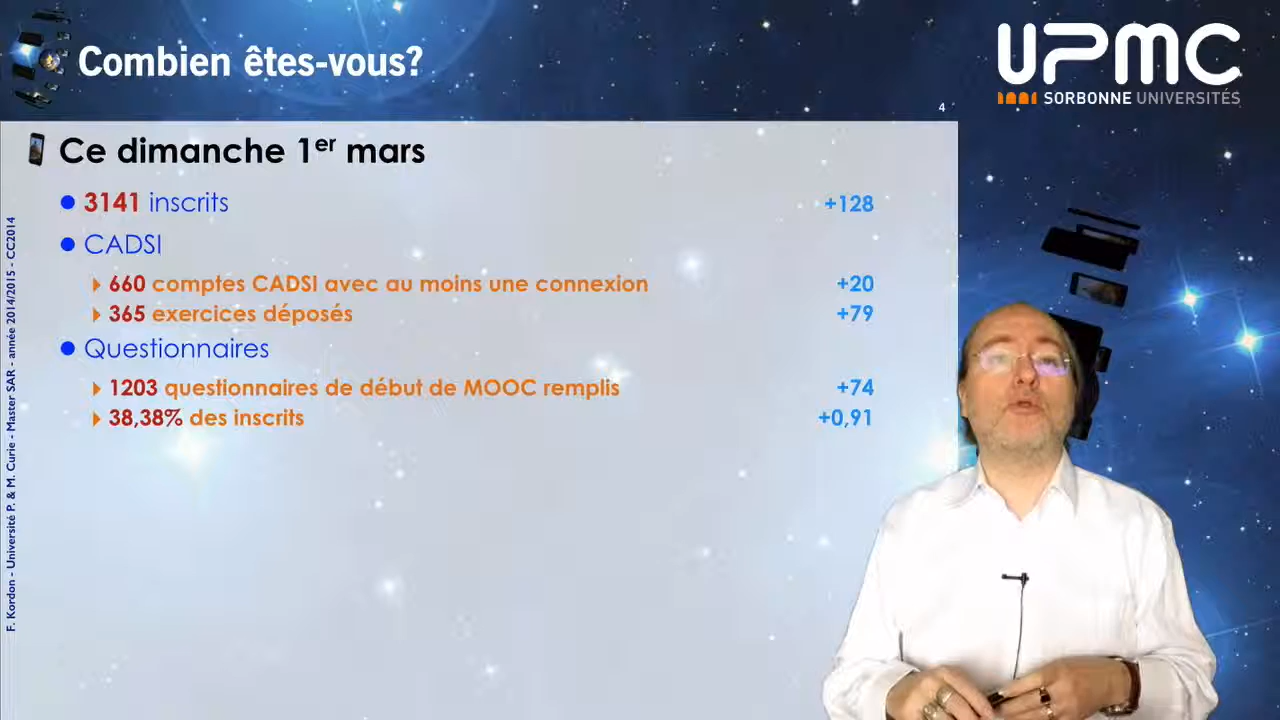 Combien êtes-vous?
UPMC
SORBONNE UNIVERSITÉS
4
Ce dimanche 1er mars
3141 inscrits +128
CADSI
660 comptes CADSI avec au moins une connexion +20
365 exercices déposés +79
Questionnaires
1203 questionnaires de début de MOOC remplis +74
38,38% des inscrits +0,91
F. Kordon - Université P. & M. Curie - Master SAR - année 2014/2015 - CC2014